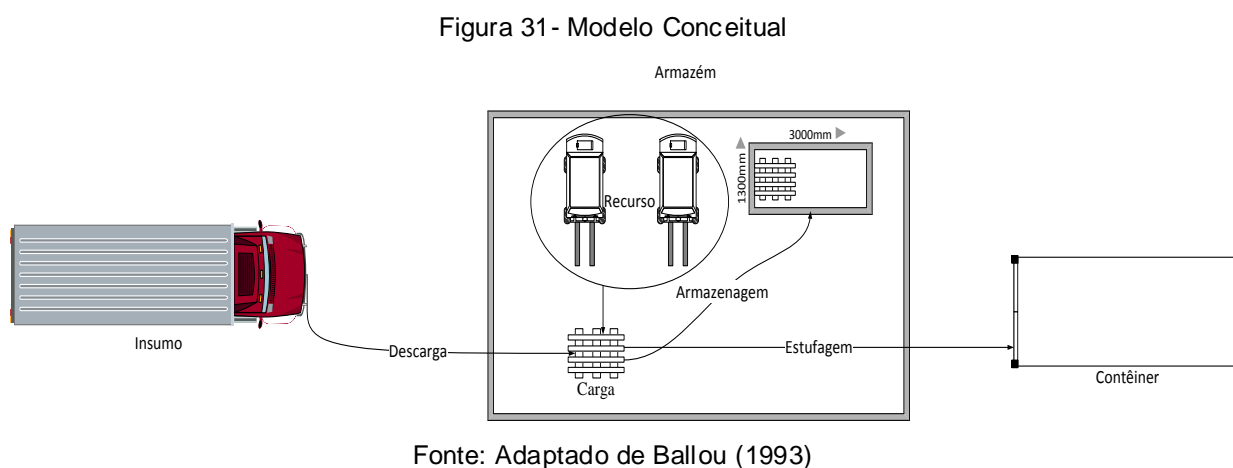 Figura 31- Modelo Conceitual
Armazém
3000mm
1300mm
Recurso
Armazenagem
Insumo
Descarga
Estufagem
Carga
Contêiner
Fonte: Adaptado de Ballou (1993)